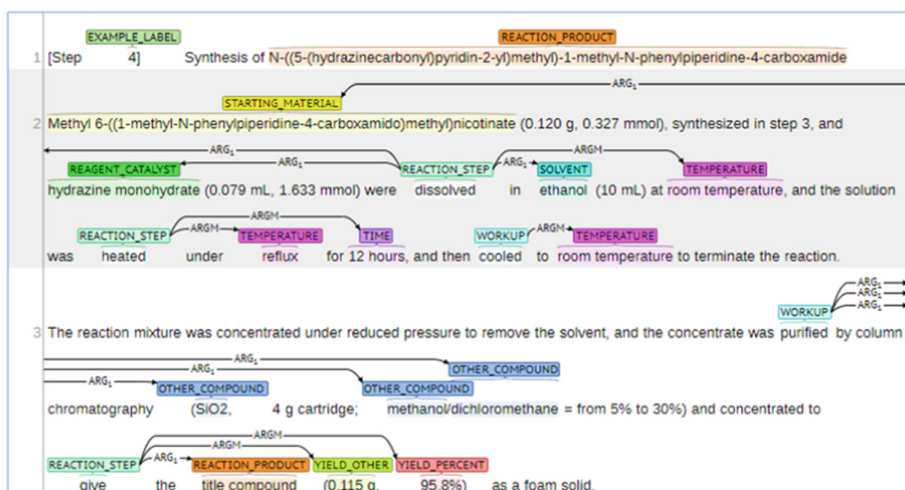 EXAMPLE_LABEL REACTION_PRODUCT
1 [Step 4] Synthesis of N-((5-(hydrazinecarbonyl)pyridin-2-yl)methyl)-1-methyl-N-phenylpiperidine-4-carboxamide
ARG₁
STARTING_MATERIAL
2 Methyl 6-((1-methyl-N-phenylpiperidine-4-carboxamido)methyl)nicotinate (0.120 g, 0.327 mmol), synthesized in step 3, and
ARG₁ ARG₁ ARGM
REAGENT_CATALYST REACTION_STEP ARG₁ SOLVENT TEMPERATURE
hydrazine monohydrate (0.079 mL, 1.633 mmol) were dissolved in ethanol (10 mL) at room temperature, and the solution
ARGM
REACTION_STEP ARGM TEMPERATURE TIME WORKUP ARGM TEMPERATURE
was heated under reflux for 12 hours, and then cooled to room temperature to terminate the reaction.
ARG₁
ARG₁
ARG₁
WORKUP
3 The reaction mixture was concentrated under reduced pressure to remove the solvent, and the concentrate was purified by column
ARG₁
ARG₁ OTHER_COMPOUND
ARG₁ OTHER_COMPOUND OTHER_COMPOUND
chromatography (SiO2, 4 g cartridge; methanol/dichloromethane = from 5% to 30%) and concentrated to
ARGM
ARGM
REACTION_STEP ARG₁ REACTION_PRODUCT YIELD_OTHER YIELD_PERCENT
give the title compound (0.115 g, 95.8%) as a foam solid.